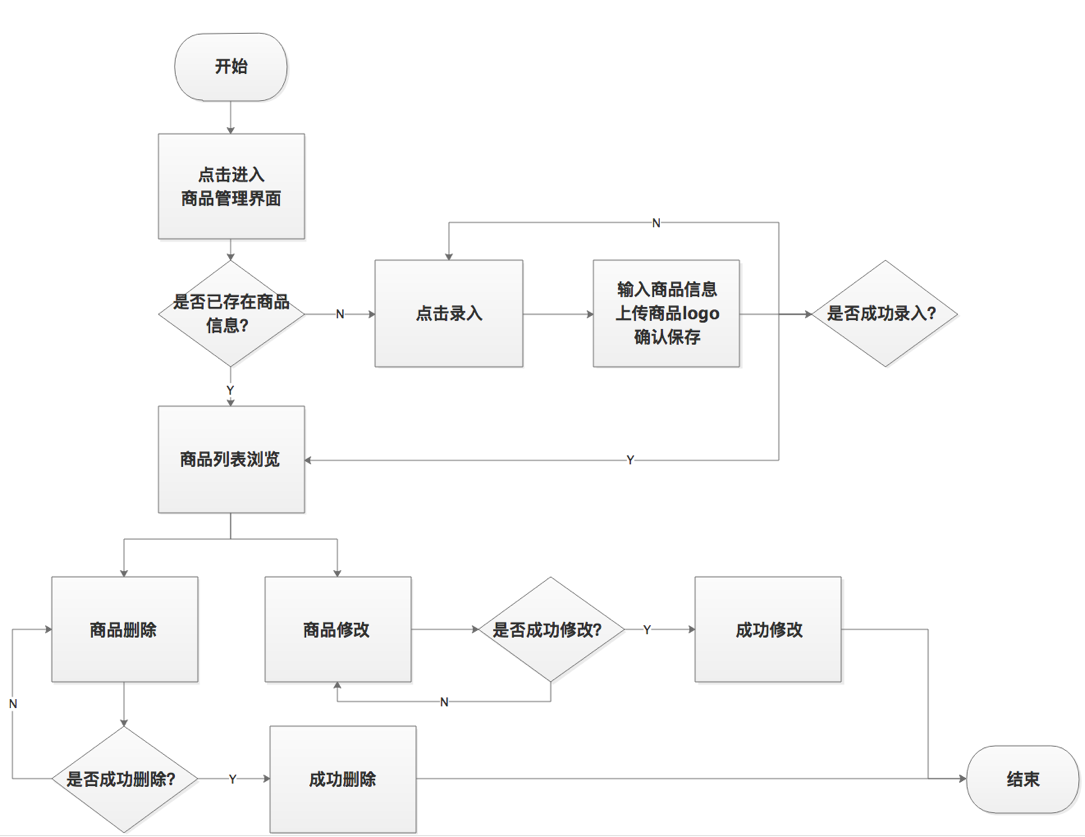 开始
点击进入
商品管理界面
N
是否已存在商品
信息?
N
点击录入
输入商品信息
上传商品logo
确认保存
是否成功录入?
Y
商品列表浏览
Y
商品删除
商品修改
是否成功修改?
Y
成功修改
N
N
是否成功删除?
Y
成功删除
结束